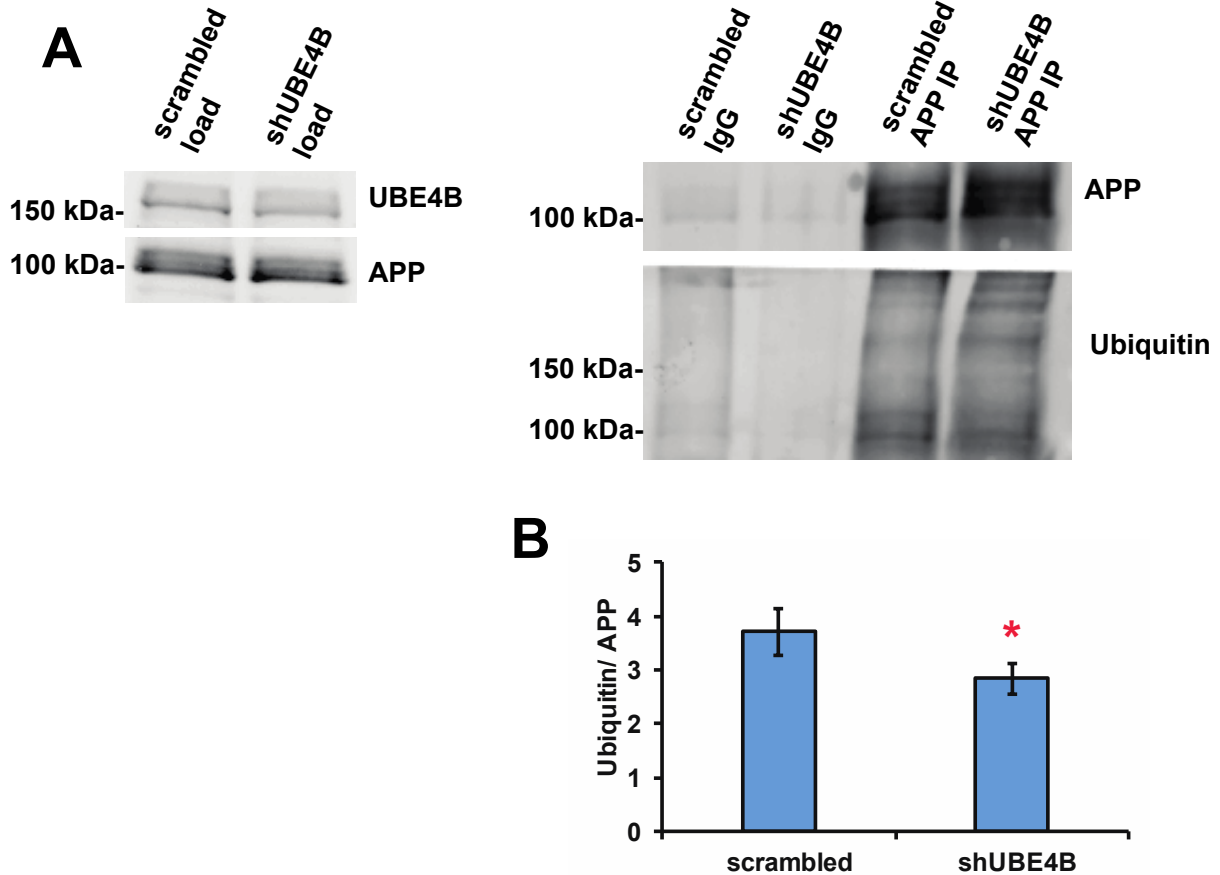 A
scrambled
load
shUBE4B
load
150 kDa-
UBE4B
100 kDa-
APP
scrambled
IgG
shUBE4B
IgG
scrambled
APP IP
shUBE4B
APP IP
100 kDa-
APP
150 kDa-
Ubiquitin
100 kDa-
B
Ubiquitin/ APP
5
4
3
2
1
0
*
scrambled
shUBE4B